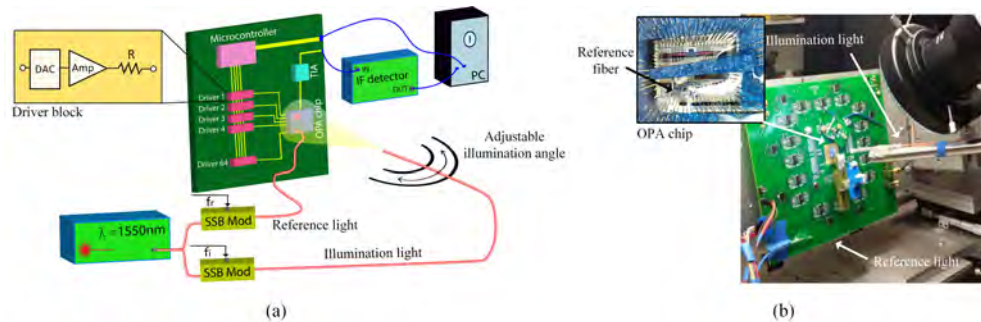 Microcontroller
R
DAC
Amp
Driver block
Driver 1
Driver 2
Driver 3
Driver 4
Driver 64
TIA
OPA chip
IN
IF detector
OUT
PC
Adjustable
illumination angle
fr
SSB Mod
Reference light
λ = 1550nm
fi
SSB Mod
Illumination light
(a)
Reference
fiber
OPA chip
Illumination light
Reference light
(b)